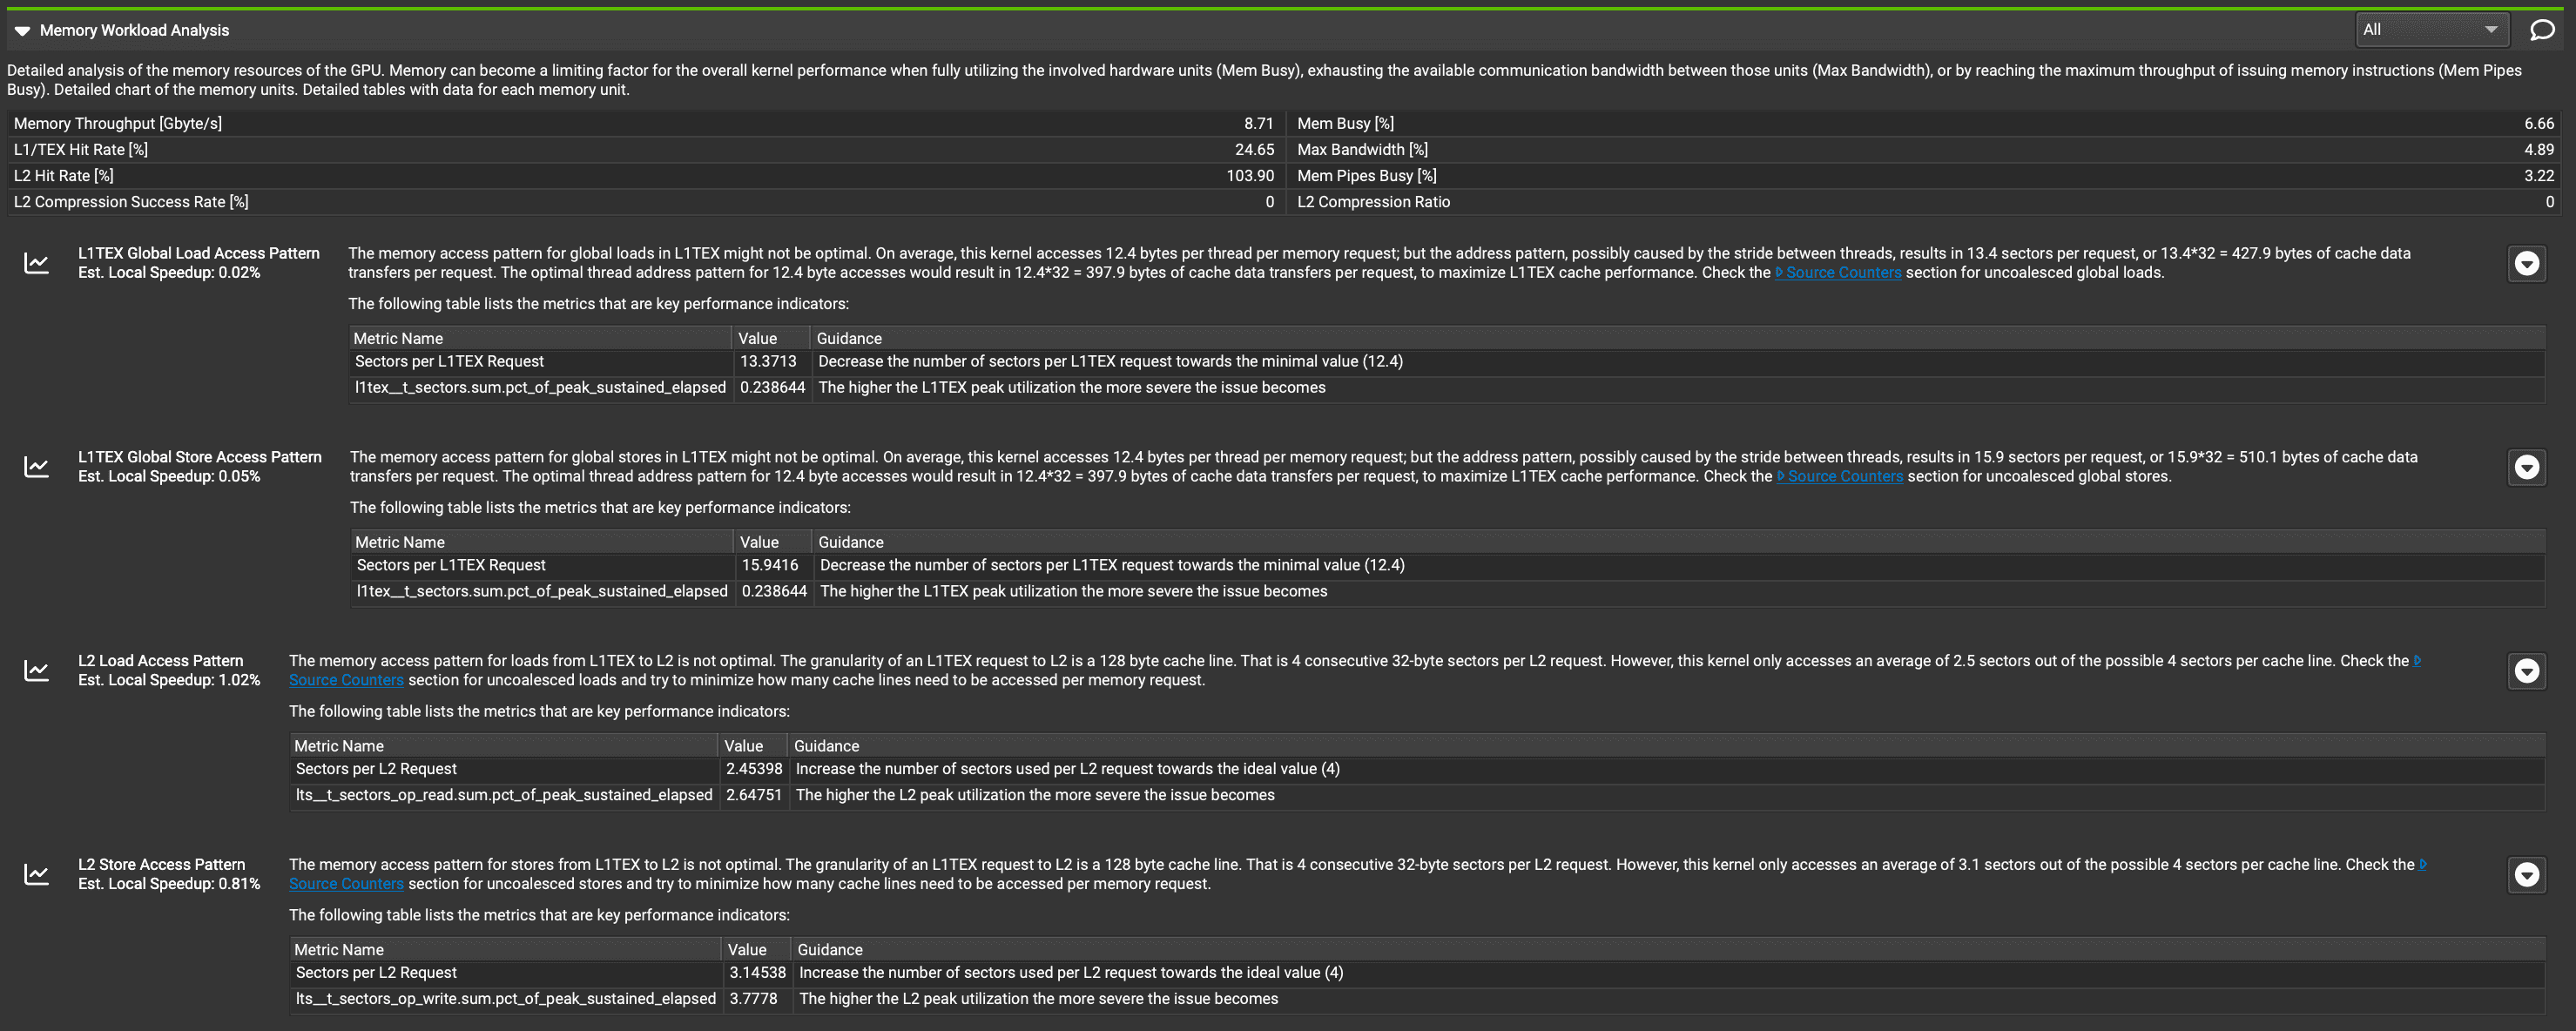 Memory Workload Analysis
All
Detailed analysis of the memory resources of the GPU. Memory can become a limiting factor for the overall kernel performance when fully utilizing the involved hardware units (Mem Busy), exhausting the available communication bandwidth between those units (Max Bandwidth), or by reaching the maximum throughput of issuing memory instructions (Mem Pipes
Busy). Detailed chart of the memory units. Detailed tables with data for each memory unit.
Memory Throughput [Gbyte/s] 8.71 Mem Busy [%] 6.66
L1/TEX Hit Rate [%] 24.65 Max Bandwidth [%] 4.89
L2 Hit Rate [%] 103.90 Mem Pipes Busy [%] 3.22
L2 Compression Success Rate [%] 0 L2 Compression Ratio 0
L1TEX Global Load Access Pattern
Est. Local Speedup: 0.02%
The memory access pattern for global loads in L1TEX might not be optimal. On average, this kernel accesses 12.4 bytes per thread per memory request; but the address pattern, possibly caused by the stride between threads, results in 13.4 sectors per request, or 13.4*32 = 427.9 bytes of cache data
transfers per request. The optimal thread address pattern for 12.4 byte accesses would result in 12.4*32 = 397.9 bytes of cache data transfers per request, to maximize L1TEX cache performance. Check the Source Counters section for uncoalesced global loads.
The following table lists the metrics that are key performance indicators:
Metric Name Value Guidance
Sectors per L1TEX Request 13.3713 Decrease the number of sectors per L1TEX request towards the minimal value (12.4)
l1tex__t_sectors.sum.pct_of_peak_sustained_elapsed 0.238644 The higher the L1TEX peak utilization the more severe the issue becomes
L1TEX Global Store Access Pattern
Est. Local Speedup: 0.05%
The memory access pattern for global stores in L1TEX might not be optimal. On average, this kernel accesses 12.4 bytes per thread per memory request; but the address pattern, possibly caused by the stride between threads, results in 15.9 sectors per request, or 15.9*32 = 510.1 bytes of cache data
transfers per request. The optimal thread address pattern for 12.4 byte accesses would result in 12.4*32 = 397.9 bytes of cache data transfers per request, to maximize L1TEX cache performance. Check the Source Counters section for uncoalesced global stores.
The following table lists the metrics that are key performance indicators:
Metric Name Value Guidance
Sectors per L1TEX Request 15.9416 Decrease the number of sectors per L1TEX request towards the minimal value (12.4)
l1tex__t_sectors.sum.pct_of_peak_sustained_elapsed 0.238644 The higher the L1TEX peak utilization the more severe the issue becomes
L2 Load Access Pattern
Est. Local Speedup: 1.02%
The memory access pattern for loads from L1TEX to L2 is not optimal. The granularity of an L1TEX request to L2 is a 128 byte cache line. That is 4 consecutive 32-byte sectors per L2 request. However, this kernel only accesses an average of 2.5 sectors out of the possible 4 sectors per cache line. Check the
Source Counters section for uncoalesced loads and try to minimize how many cache lines need to be accessed per memory request.
The following table lists the metrics that are key performance indicators:
Metric Name Value Guidance
Sectors per L2 Request 2.45398 Increase the number of sectors used per L2 request towards the ideal value (4)
lts__t_sectors_op_read.sum.pct_of_peak_sustained_elapsed 2.64751 The higher the L2 peak utilization the more severe the issue becomes
L2 Store Access Pattern
Est. Local Speedup: 0.81%
The memory access pattern for stores from L1TEX to L2 is not optimal. The granularity of an L1TEX request to L2 is a 128 byte cache line. That is 4 consecutive 32-byte sectors per L2 request. However, this kernel only accesses an average of 3.1 sectors out of the possible 4 sectors per cache line. Check the
Source Counters section for uncoalesced stores and try to minimize how many cache lines need to be accessed per memory request.
The following table lists the metrics that are key performance indicators:
Metric Name Value Guidance
Sectors per L2 Request 3.14538 Increase the number of sectors used per L2 request towards the ideal value (4)
lts__t_sectors_op_write.sum.pct_of_peak_sustained_elapsed 3.7778 The higher the L2 peak utilization the more severe the issue becomes